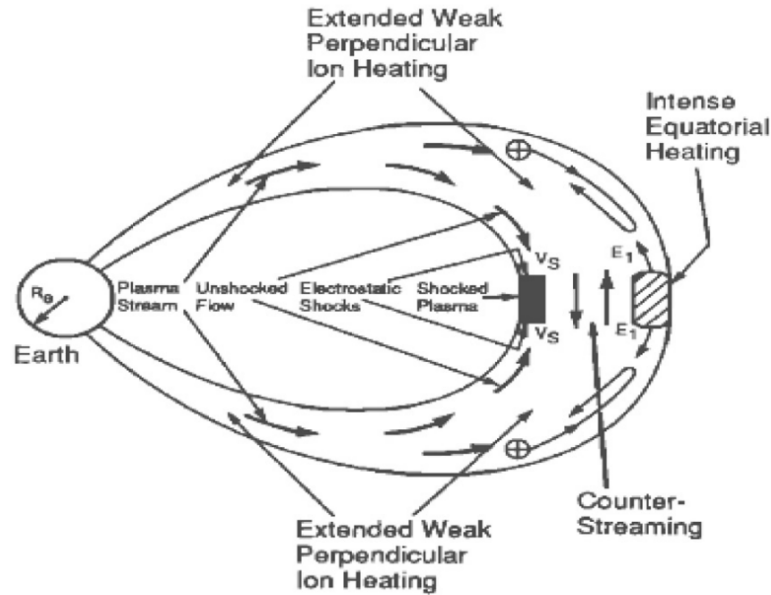 Extended Weak
Perpendicular
Ion Heating
Intense
Equatorial
Heating
Re
Earth
Plasma
Stream
Unshocked
Flow
Electrostatic
Shocks
Shocked
Plasma
VS
VS
E1
E1
Counter-
Streaming
Extended Weak
Perpendicular
Ion Heating